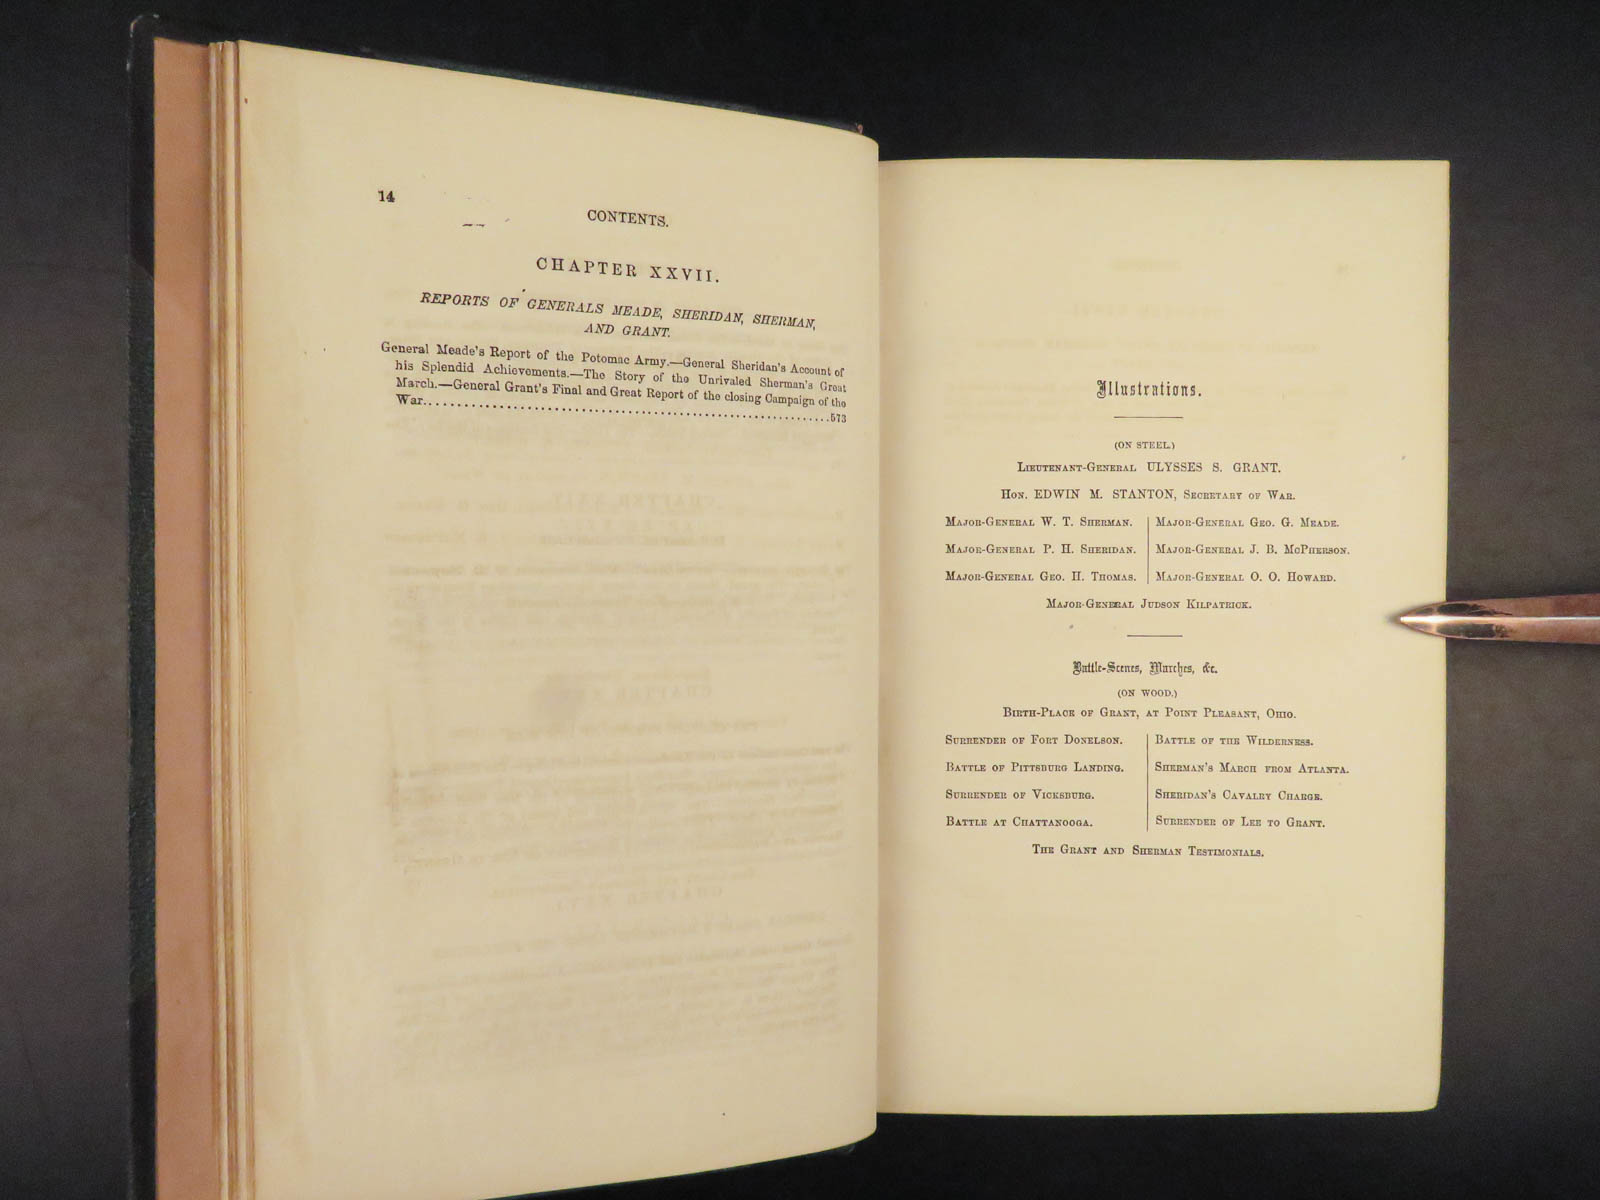 14
CONTENTS.
CHAPTER XXVII.
REPORTS OF GENERALS MEADE, SHERIDAN, SHERMAN,
AND GRANT.
General Meade's Report of the Potomac Army.—General Sheridan's Account of
his Splendid Achievements.—The Story of the Unrivaled Sherman's Great
March.—General Grant's Final and Great Report of the closing Campaign of the
War..............................................................573
Illustrations.
(ON STEEL.)
Lieutenant-General ULYSSES S. GRANT.
Hon. EDWIN M. STANTON, Secretary of War.
Major-General W. T. Sherman. | Major-General Geo. G. Meade.
Major-General P. H. Sheridan. | Major-General J. B. McPherson.
Major-General Geo. H. Thomas. | Major-General O. O. Howard.
Major-General Judson Kilpatrick.
Battle-Scenes, Marches, &c.
(ON WOOD.)
Birth-Place of Grant, at Point Pleasant, Ohio.
Surrender of Fort Donelson. | Battle of the Wilderness.
Battle of Pittsburg Landing. | Sherman's March from Atlanta.
Surrender of Vicksburg. | Sheridan's Cavalry Charge.
Battle at Chattanooga. | Surrender of Lee to Grant.
The Grant and Sherman Testimonials.